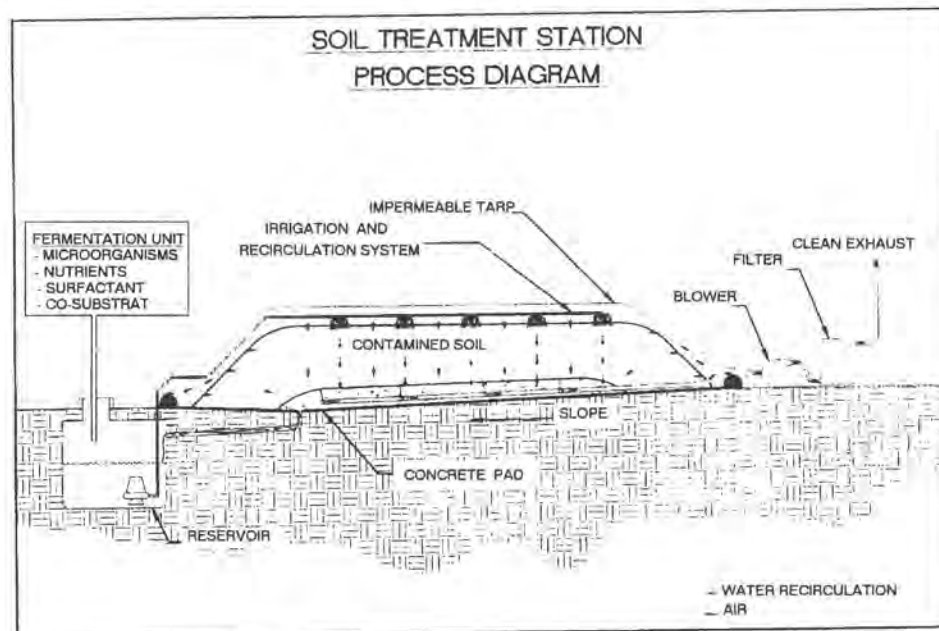 SOIL TREATMENT STATION
PROCESS DIAGRAM
IMPERMEABLE TARP
IRRIGATION AND
RECIRCULATION SYSTEM
CLEAN EXHAUST
FILTER
BLOWER
FERMENTATION UNIT
- MICROORGANISMS
- NUTRIENTS
- SURFACTANT
- CO-SUBSTRAT
CONTAMINED SOIL
SLOPE
CONCRETE PAD
RESERVOIR
WATER RECIRCULATION
AIR